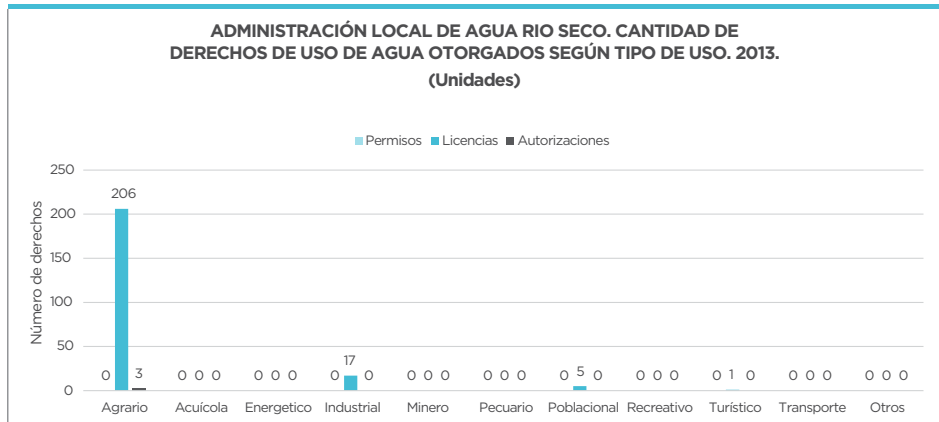 ADMINISTRACIÓN LOCAL DE AGUA RIO SECO. CANTIDAD DE
DERECHOS DE USO DE AGUA OTORGADOS SEGÚN TIPO DE USO. 2013.
(Unidades)
Permisos Licencias Autorizaciones
Número de derechos
250
200
150
100
50
0
0 206 3 0 0 0 0 0 0 0 17 0 0 0 0 0 0 0 0 5 0 0 0 0 0 1 0 0 0 0 0 0 0
Agrario Acuícola Energetico Industrial Minero Pecuario Poblacional Recreativo Turístico Transporte Otros